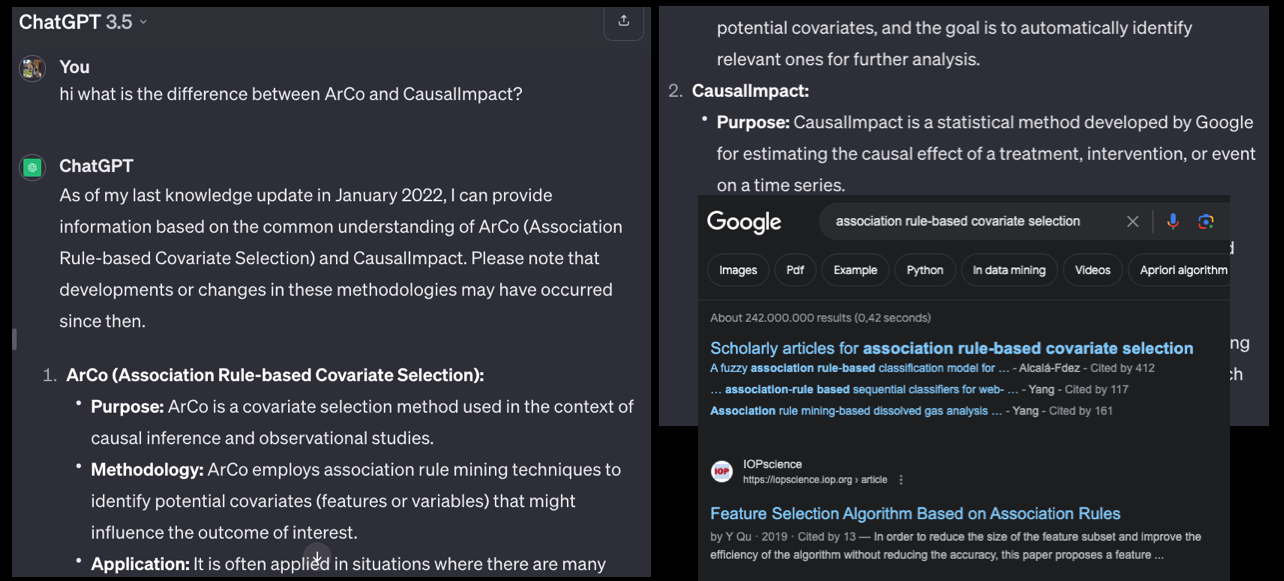 ChatGPT 3.5
You
hi what is the difference between ArCo and CausalImpact?
ChatGPT
As of my last knowledge update in January 2022, I can provide
information based on the common understanding of ArCo (Association
Rule-based Covariate Selection) and CausalImpact. Please note that
developments or changes in these methodologies may have occurred
since then.
1. ArCo (Association Rule-based Covariate Selection):
• Purpose: ArCo is a covariate selection method used in the context of
causal inference and observational studies.
• Methodology: ArCo employs association rule mining techniques to
identify potential covariates (features or variables) that might
influence the outcome of interest.
• Application: It is often applied in situations where there are many
potential covariates, and the goal is to automatically identify
relevant ones for further analysis.
2. CausalImpact:
• Purpose: CausalImpact is a statistical method developed by Google
for estimating the causal effect of a treatment, intervention, or event
on a time series.
Google
association rule-based covariate selection
Images Pdf Example Python In data mining Videos Apriori algorithm
About 242.000.000 results (0,42 seconds)
Scholarly articles for association rule-based covariate selection
A fuzzy association rule-based classification model for ... - Alcalá-Fdez - Cited by 412
... association-rule based sequential classifiers for web- ... - Yang - Cited by 117
Association rule mining-based dissolved gas analysis ... - Yang - Cited by 161
IOP
IOPscience
https://iopscience.iop.org › article
Feature Selection Algorithm Based on Association Rules
by Y Qu · 2019 · Cited by 13 — In order to reduce the size of the feature subset and improve the
efficiency of the algorithm without reducing the accuracy, this paper proposes a feature ...